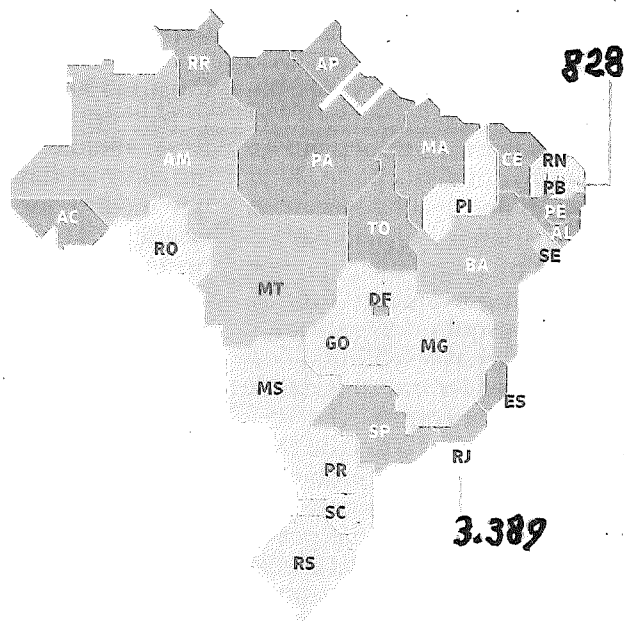 828
RR
AP
AM
PA
MA
CE
RN
PB
PI
PE
AL
AC
TO
SE
RO
BA
MT
DF
GO
MG
MS
ES
SP
RJ
PR
SC
3.389
RS